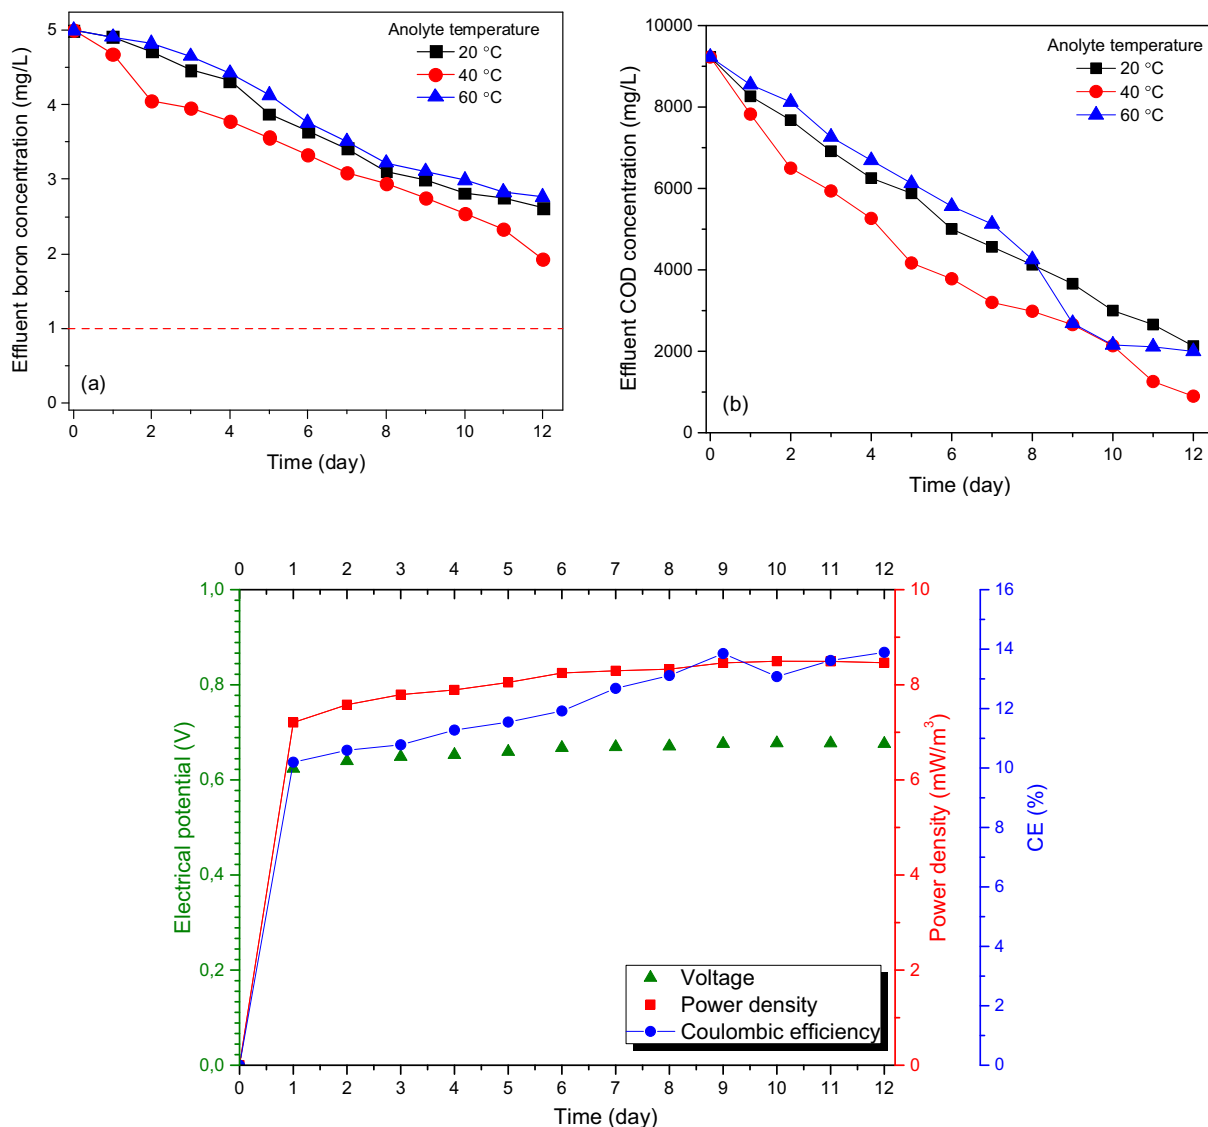 Effluent boron concentration (mg/L)
5
4
3
2
1
0
Anolyte temperature
20 °C
40 °C
60 °C
(a)
0 2 4 6 8 10 12
Time (day)
Effluent COD concentration (mg/L)
10000
8000
6000
4000
2000
0
Anolyte temperature
20 °C
40 °C
60 °C
(b)
0 2 4 6 8 10 12
Time (day)
0 1 2 3 4 5 6 7 8 9 10 11 12
Electrical potential (V)
1,0
0,8
0,6
0,4
0,2
0,0
Voltage
Power density
Coulombic efficiency
10
8
6
4
2
0
Power density (mW/m³)
16
14
12
10
8
6
4
2
0
CE (%)
0 1 2 3 4 5 6 7 8 9 10 11 12
Time (day)